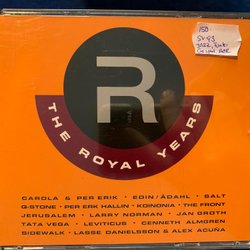 150
R
THE ROYAL YEARS
CAROLA & PER ERIK · EDIN/ÅDAHL · SALT
G-STONE · PER ERIK HALLIN · KOINONIA · THE FRONT
JERUSALEM · LARRY NORMAN · JAN GROTH
TATA VEGA · LEVITICUS · CENNETH ALMGREN
SIDEWALK · LASSE DANIELSSON & ALEX ACUÑA